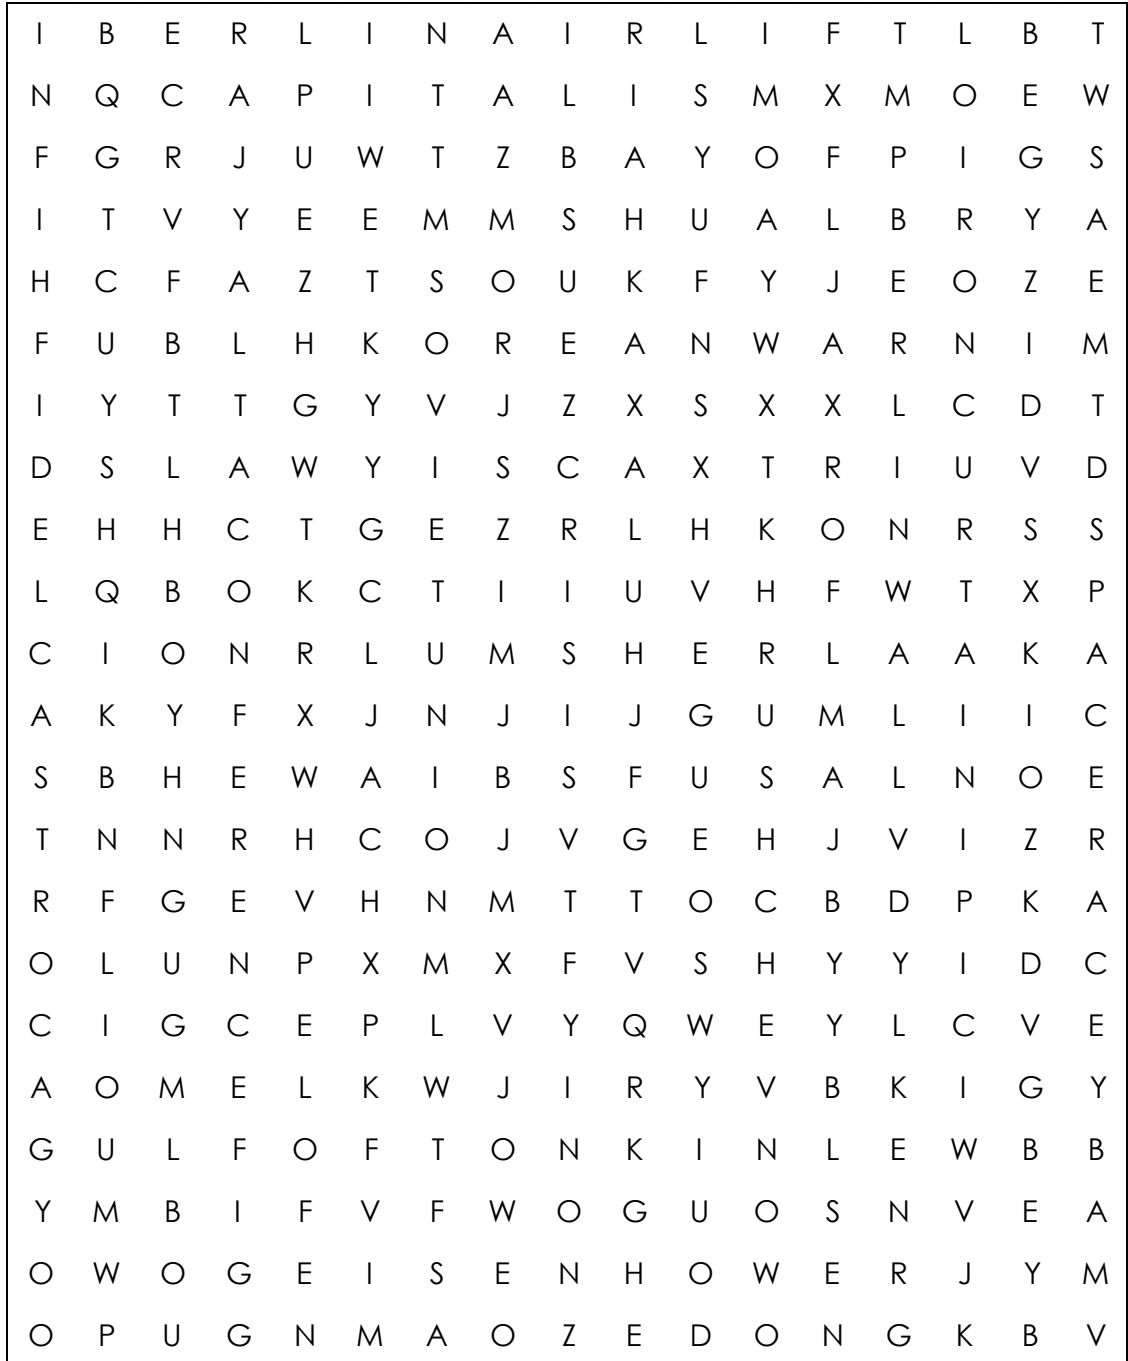 I B E R L I N A I R L I F T L B T
N Q C A P I T A L I S M X M O E W
F G R J U W T Z B A Y O F P I G S
I T V Y E E M M S H U A L B R Y A
H C F A Z T S O U K F Y J E O Z E
F U B L H K O R E A N W A R N I M
I Y T T G Y V J Z X S X X L C D T
D S L A W Y I S C A X T R I U V D
E H H C T G E Z R L H K O N R S S
L Q B O K C T I I U V H F W T X P
C I O N R L U M S H E R L A A K A
A K Y F X J N J I J G U M L I I C
S B H E W A I B S F U S A L N O E
T N N R H C O J V G E H J V I Z R
R F G E V H N M T T O C B D P K A
O L U N P X M X F V S H Y Y I D C
C I G C E P L V Y Q W E Y L C V E
A O M E L K W J I R Y V B K I G Y
G U L F O F T O N K I N L E W B B
Y M B I F V F W O G U O S N V E A
O W O G E I S E N H O W E R J Y M
O P U G N M A O Z E D O N G K B V